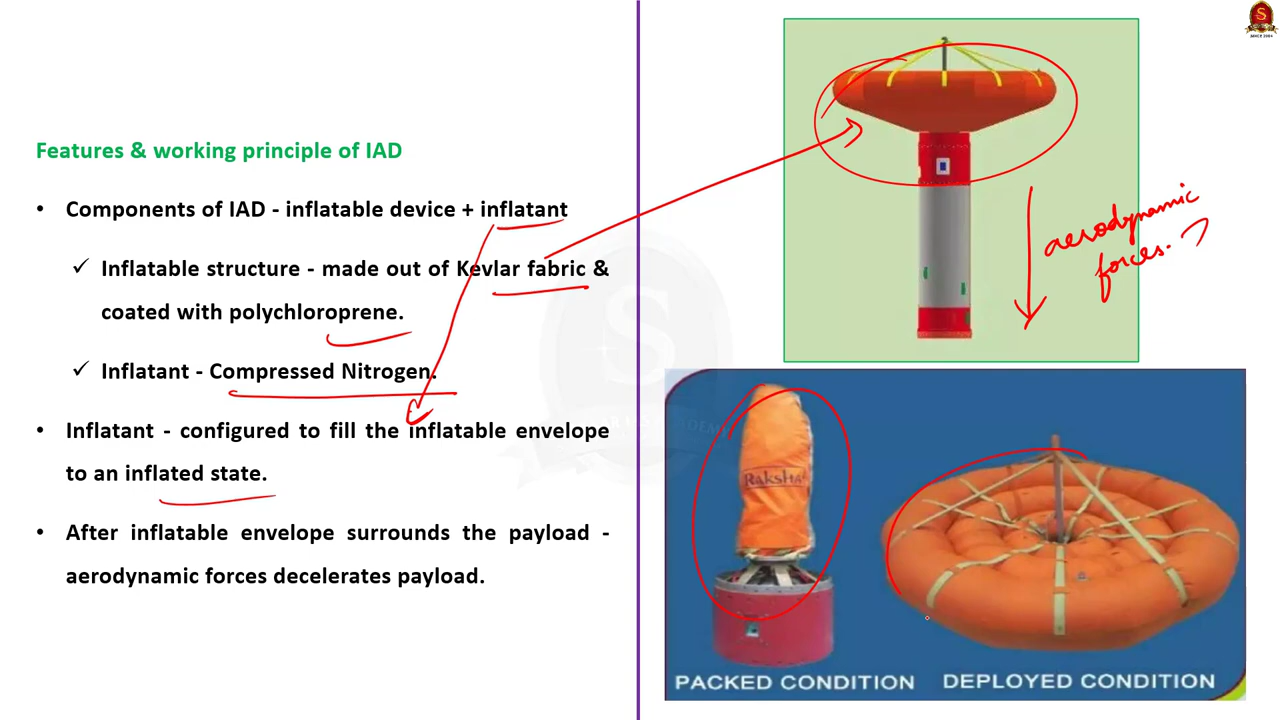 Features & working principle of IAD
• Components of IAD - inflatable device + inflatant
✓ Inflatable structure - made out of Kevlar fabric &
coated with polychloroprene.
✓ Inflatant - Compressed Nitrogen.
• Inflatant - configured to fill the inflatable envelope
to an inflated state.
• After inflatable envelope surrounds the payload -
aerodynamic forces decelerates payload.
S
SINCE 2004
aerodynamic
forces.
RAKSHA
PACKED CONDITION
DEPLOYED CONDITION